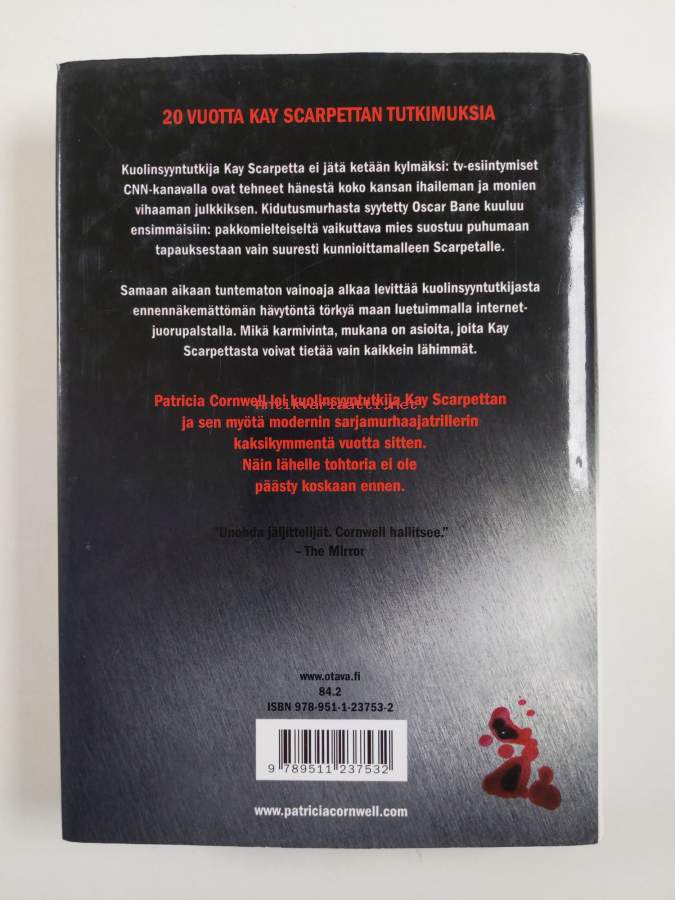 20 VUOTTA KAY SCARPETTAN TUTKIMUKSIA
Kuolinsyyntutkija Kay Scarpetta ei jätä ketään kylmäksi: tv-esiintymiset
CNN-kanavalla ovat tehneet hänestä koko kansan ihaileman ja monien
vihaaman julkkiksen. Kidutusmurhasta syytetty Oscar Bane kuuluu
ensimmäisiin: pakkomielteiseltä vaikuttava mies suostuu puhumaan
tapauksestaan vain suuresti kunnioittamalleen Scarpetalle.
Samaan aikaan tuntematon vainoaja alkaa levittää kuolinsyyntutkijasta
ennennäkemättömän hävytöntä törkyä maan luetuimmalla internet-
juorupalstalla. Mikä karmivinta, mukana on asioita, joita Kay
Scarpettasta voivat tietää vain kaikkein lähimmät.
Patricia Cornwell loi kuolinsyyntutkija Kay Scarpettan
Antikvariaatti.net
ja sen myötä modernin sarjamurhaajatrillerin
kaksikymmentä vuotta sitten.
Näin lähelle tohtoria ei ole
päästy koskaan ennen.
"Unohda jäljittelijät. Cornwell hallitsee."
– The Mirror
www.otava.fi
84.2
ISBN 978-951-1-23753-2
9 789511 237532
www.patriciacornwell.com